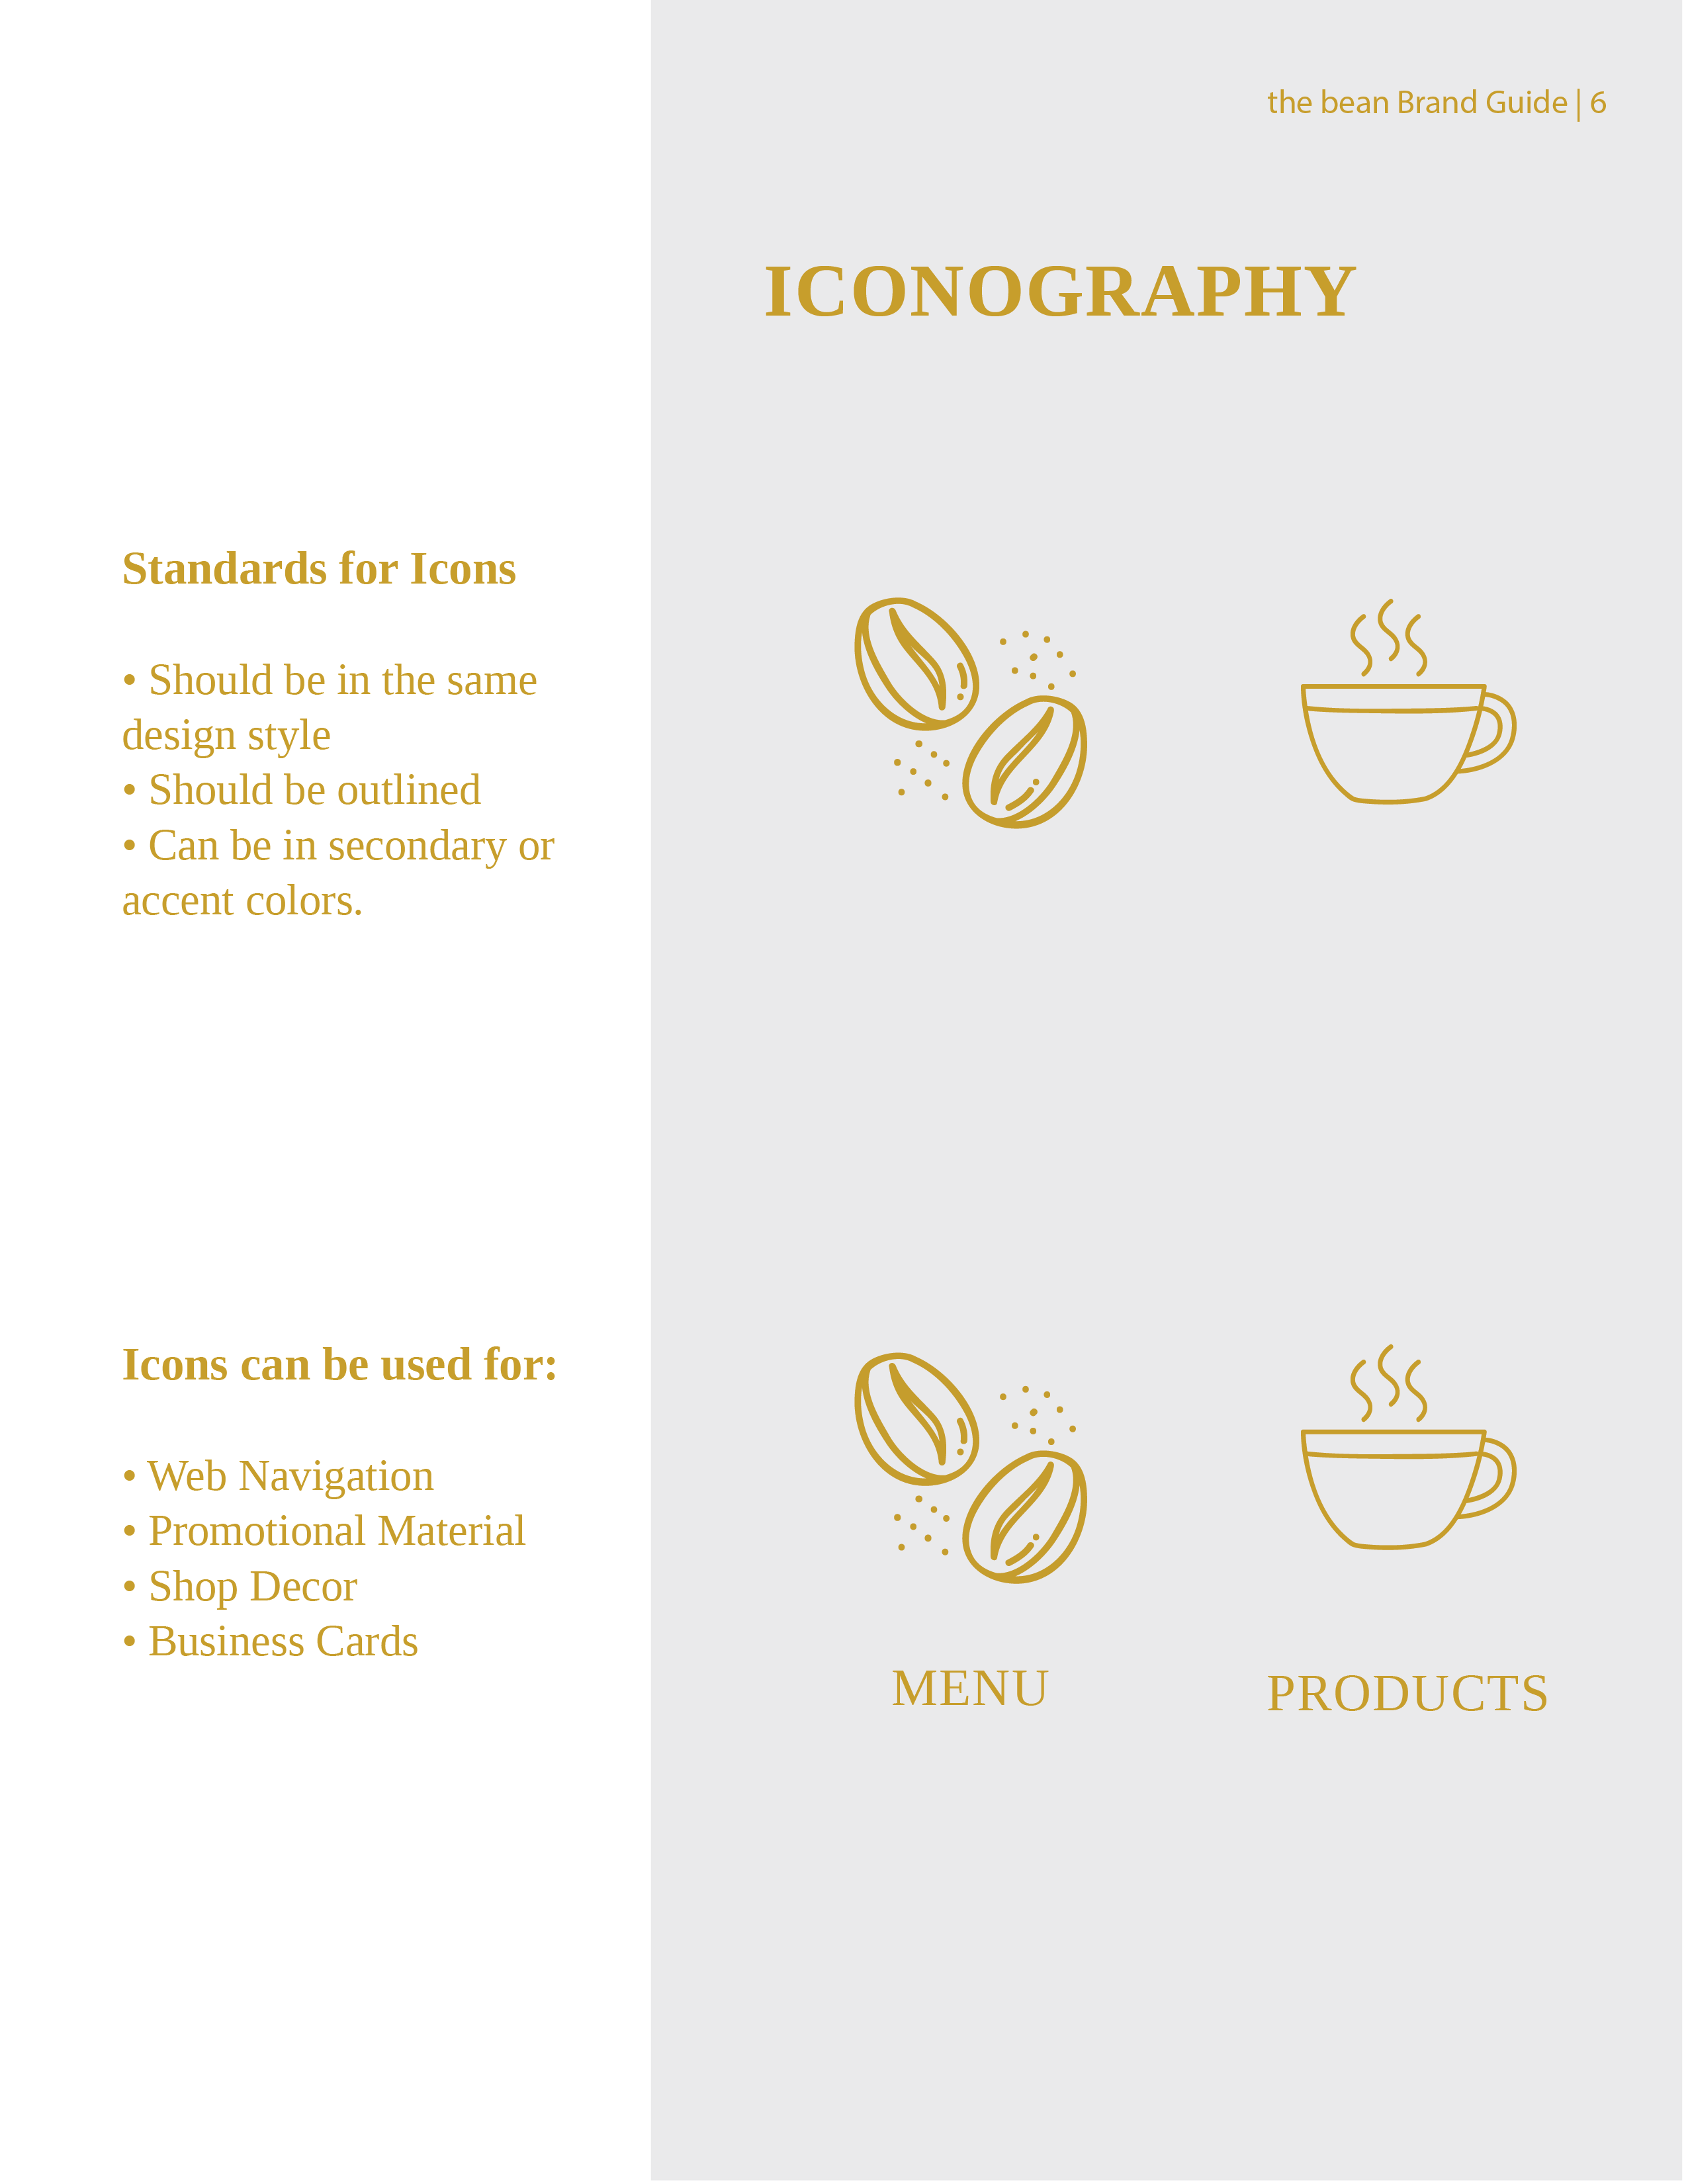 the bean Brand Guide | 6
ICONOGRAPHY
Standards for Icons
• Should be in the same
design style
• Should be outlined
• Can be in secondary or
accent colors.
Icons can be used for:
• Web Navigation
• Promotional Material
• Shop Decor
• Business Cards
MENU
PRODUCTS